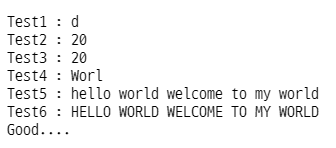 Test1 : d
Test2 : 20
Test3 : 20
Test4 : Worl
Test5 : hello world welcome to my world
Test6 : HELLO WORLD WELCOME TO MY WORLD
Good....